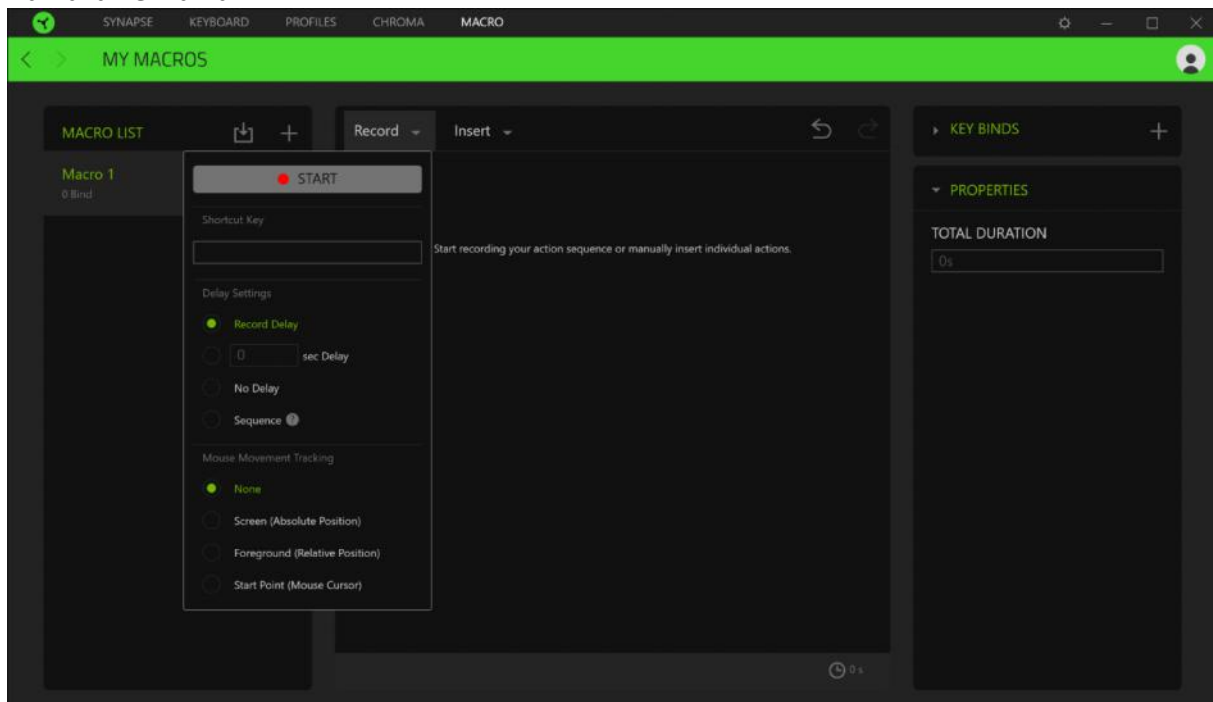 SYNAPSE KEYBOARD PROFILES CHROMA MACRO
MY MACROS
MACRO LIST
Macro 1
0 Bind
Record Insert
START
Shortcut Key
Delay Settings
Record Delay
0 sec Delay
No Delay
Sequence ?
Mouse Movement Tracking
None
Screen (Absolute Position)
Foreground (Relative Position)
Start Point (Mouse Cursor)
Start recording your action sequence or manually insert individual actions.
0 s
KEY BINDS
PROPERTIES
TOTAL DURATION
0s